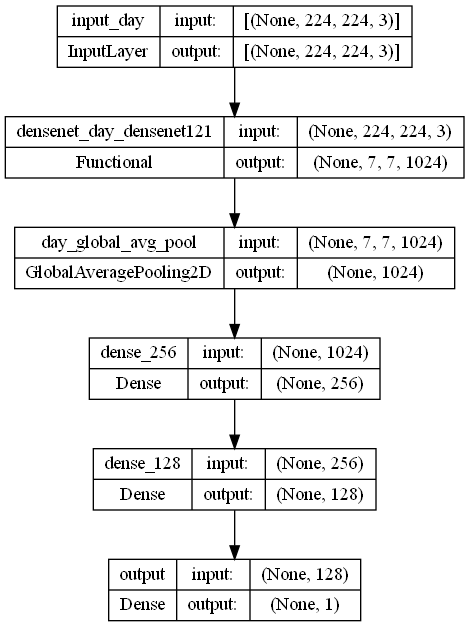 input_day input: [(None, 224, 224, 3)]
InputLayer output: [(None, 224, 224, 3)]
densenet_day_densenet121 input: (None, 224, 224, 3)
Functional output: (None, 7, 7, 1024)
day_global_avg_pool input: (None, 7, 7, 1024)
GlobalAveragePooling2D output: (None, 1024)
dense_256 input: (None, 1024)
Dense output: (None, 256)
dense_128 input: (None, 256)
Dense output: (None, 128)
output input: (None, 128)
Dense output: (None, 1)